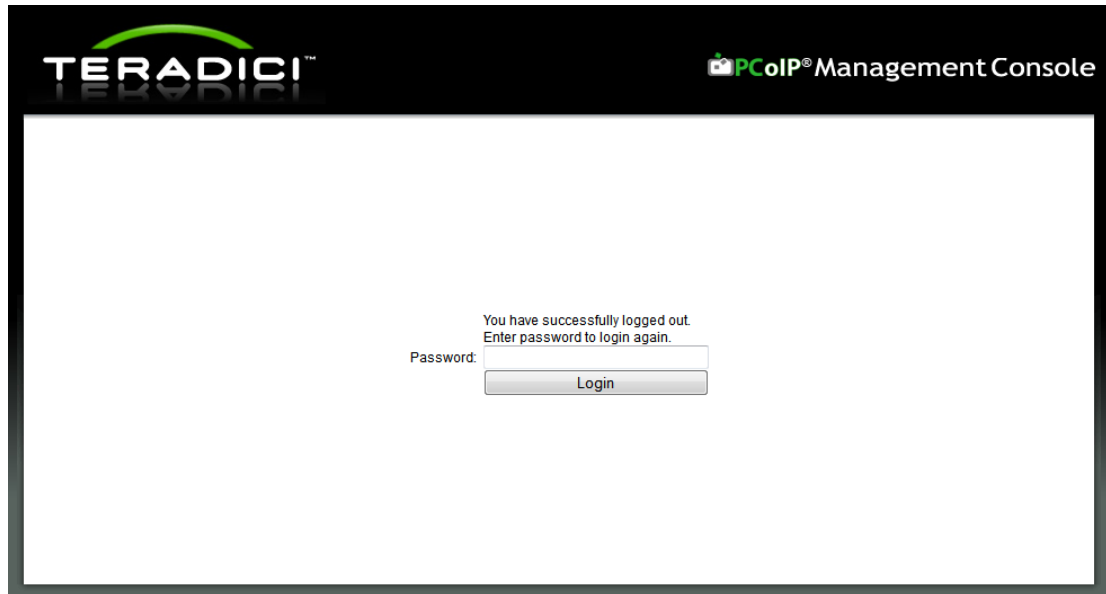 TERADICI™
PCoIP® Management Console
You have successfully logged out.
Enter password to login again.
Password:
Login